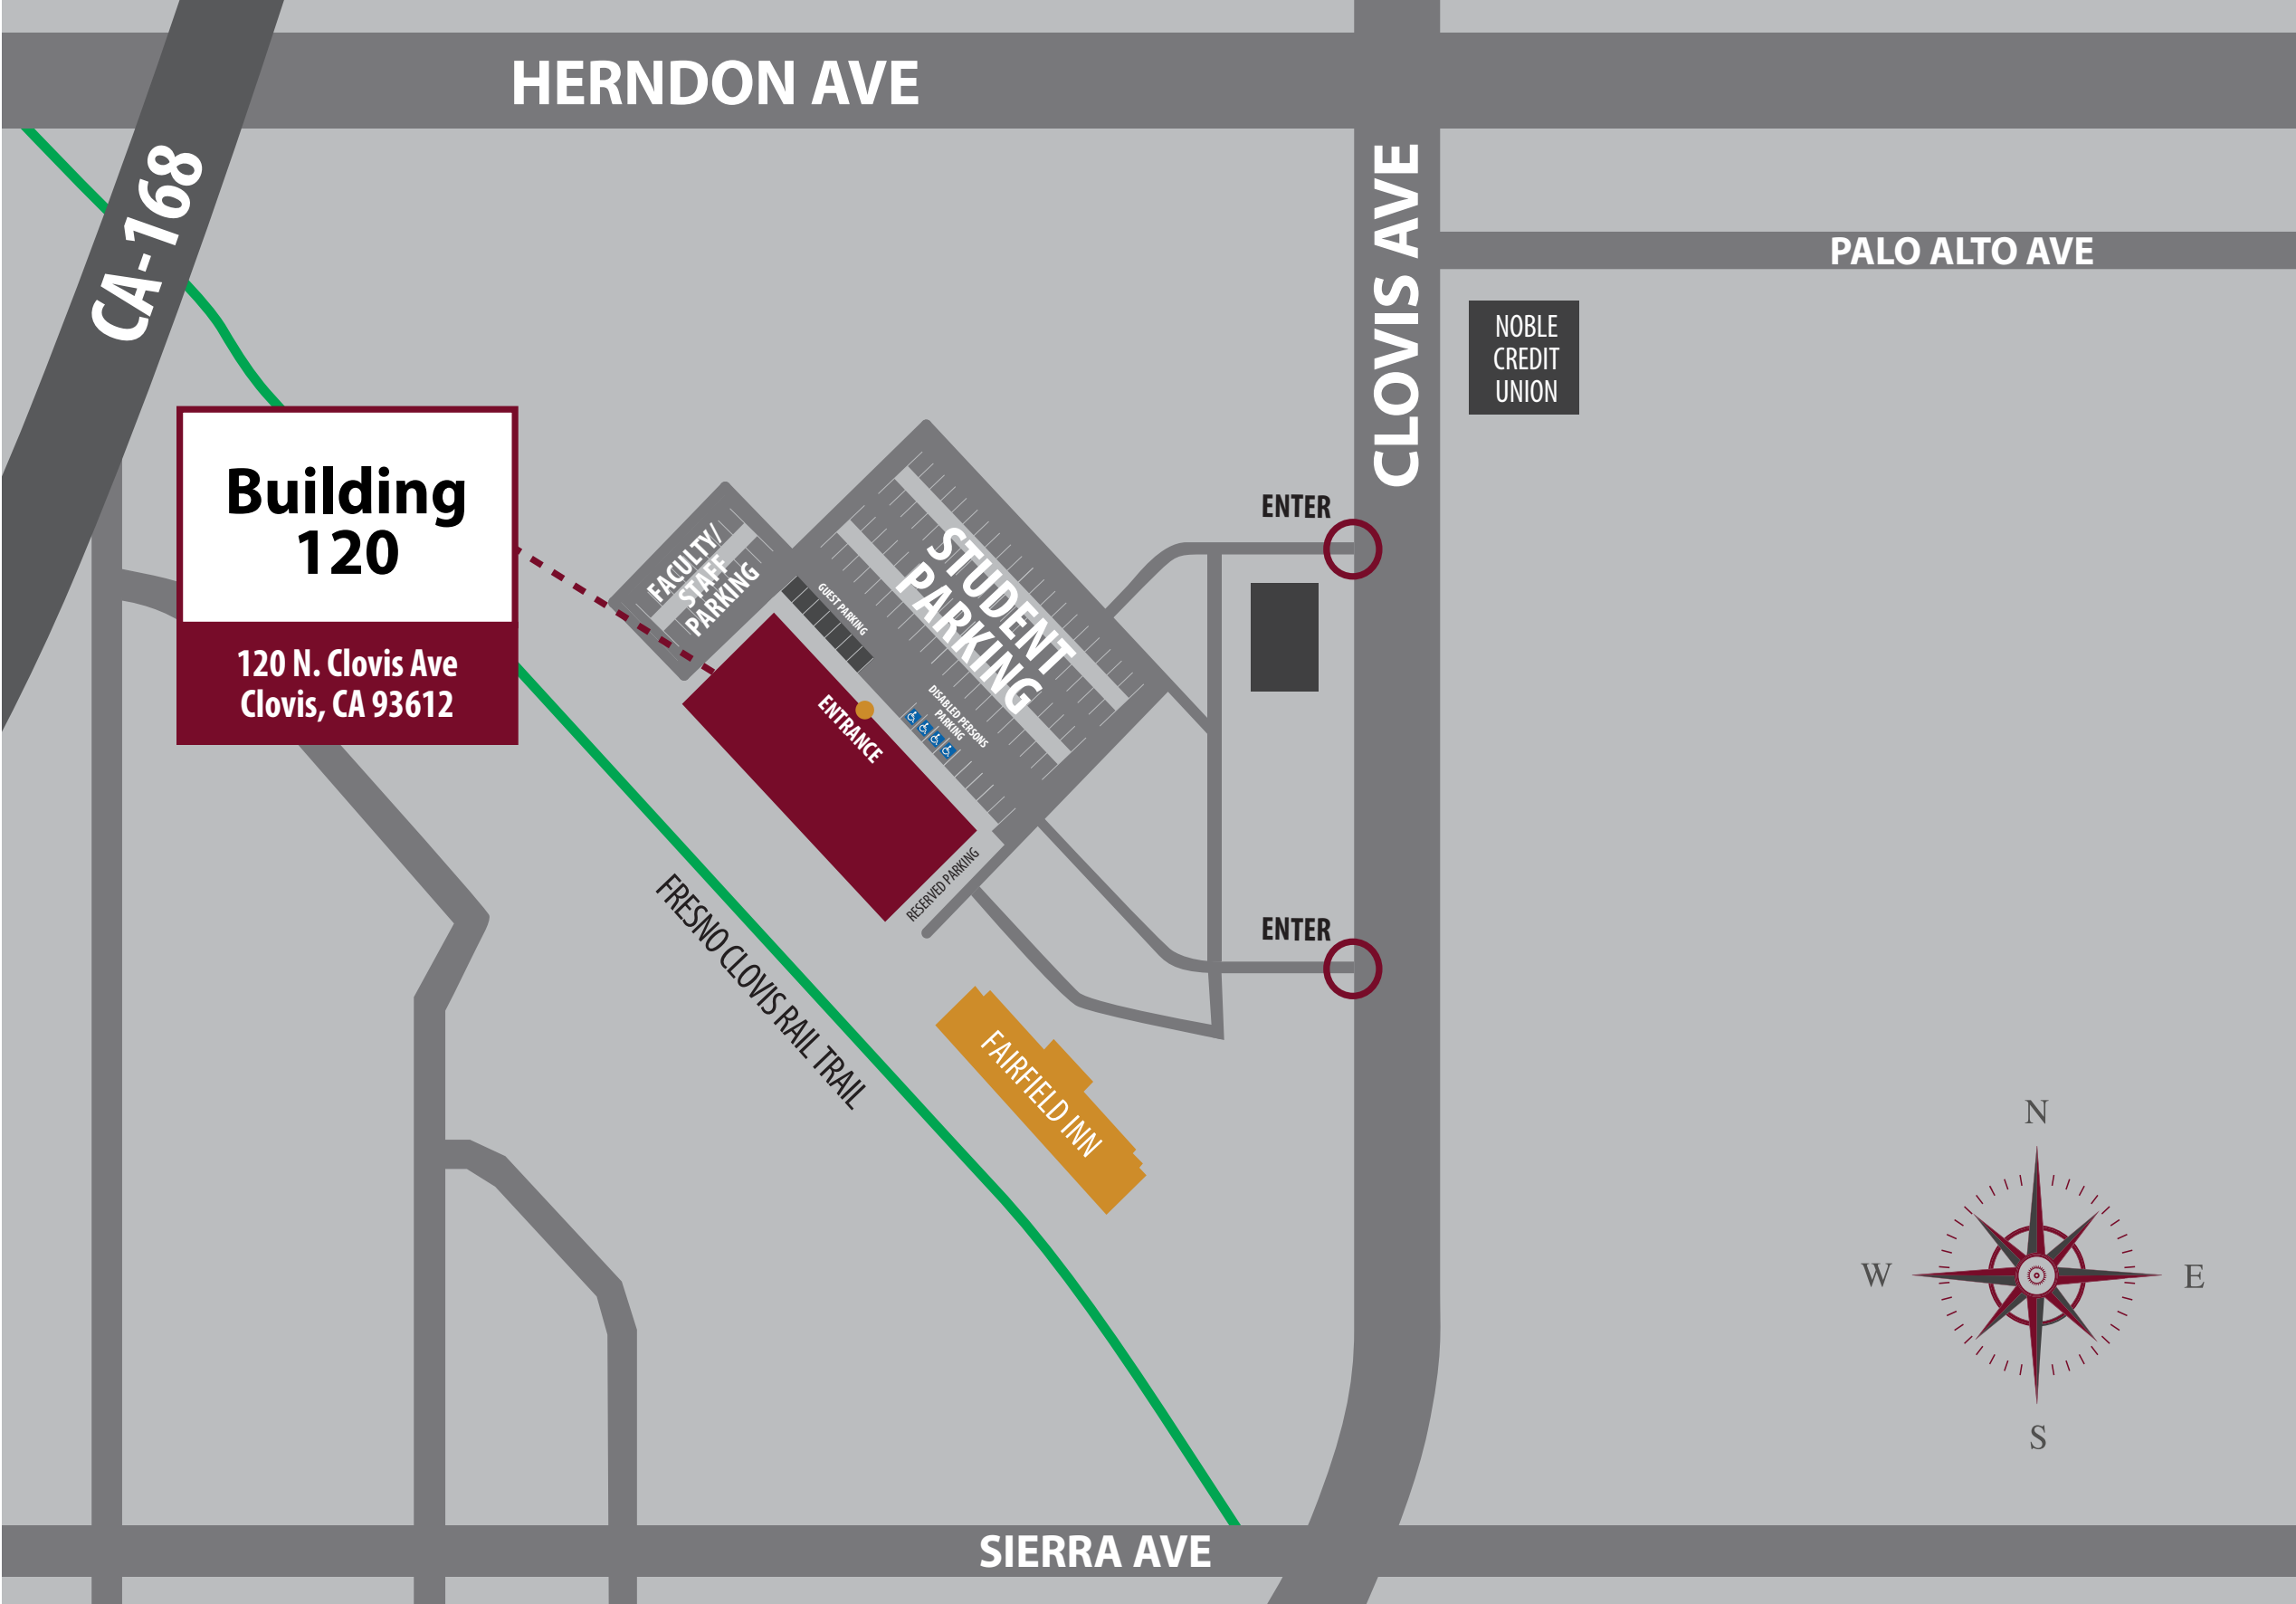 HERNDON AVE
CA-168
CLOVIS AVE
PALO ALTO AVE
NOBLE
CREDIT
UNION
Building
120
120 N. Clovis Ave
Clovis, CA 93612
FACULTY/
STAFF
PARKING
GUEST PARKING
STUDENT
PARKING
ENTER
ENTRANCE
DISABLED PERSONS
PARKING
RESERVED PARKING
ENTER
FRESNO CLOVIS RAIL TRAIL
FAIRFIELD INN
N
W
E
S
SIERRA AVE